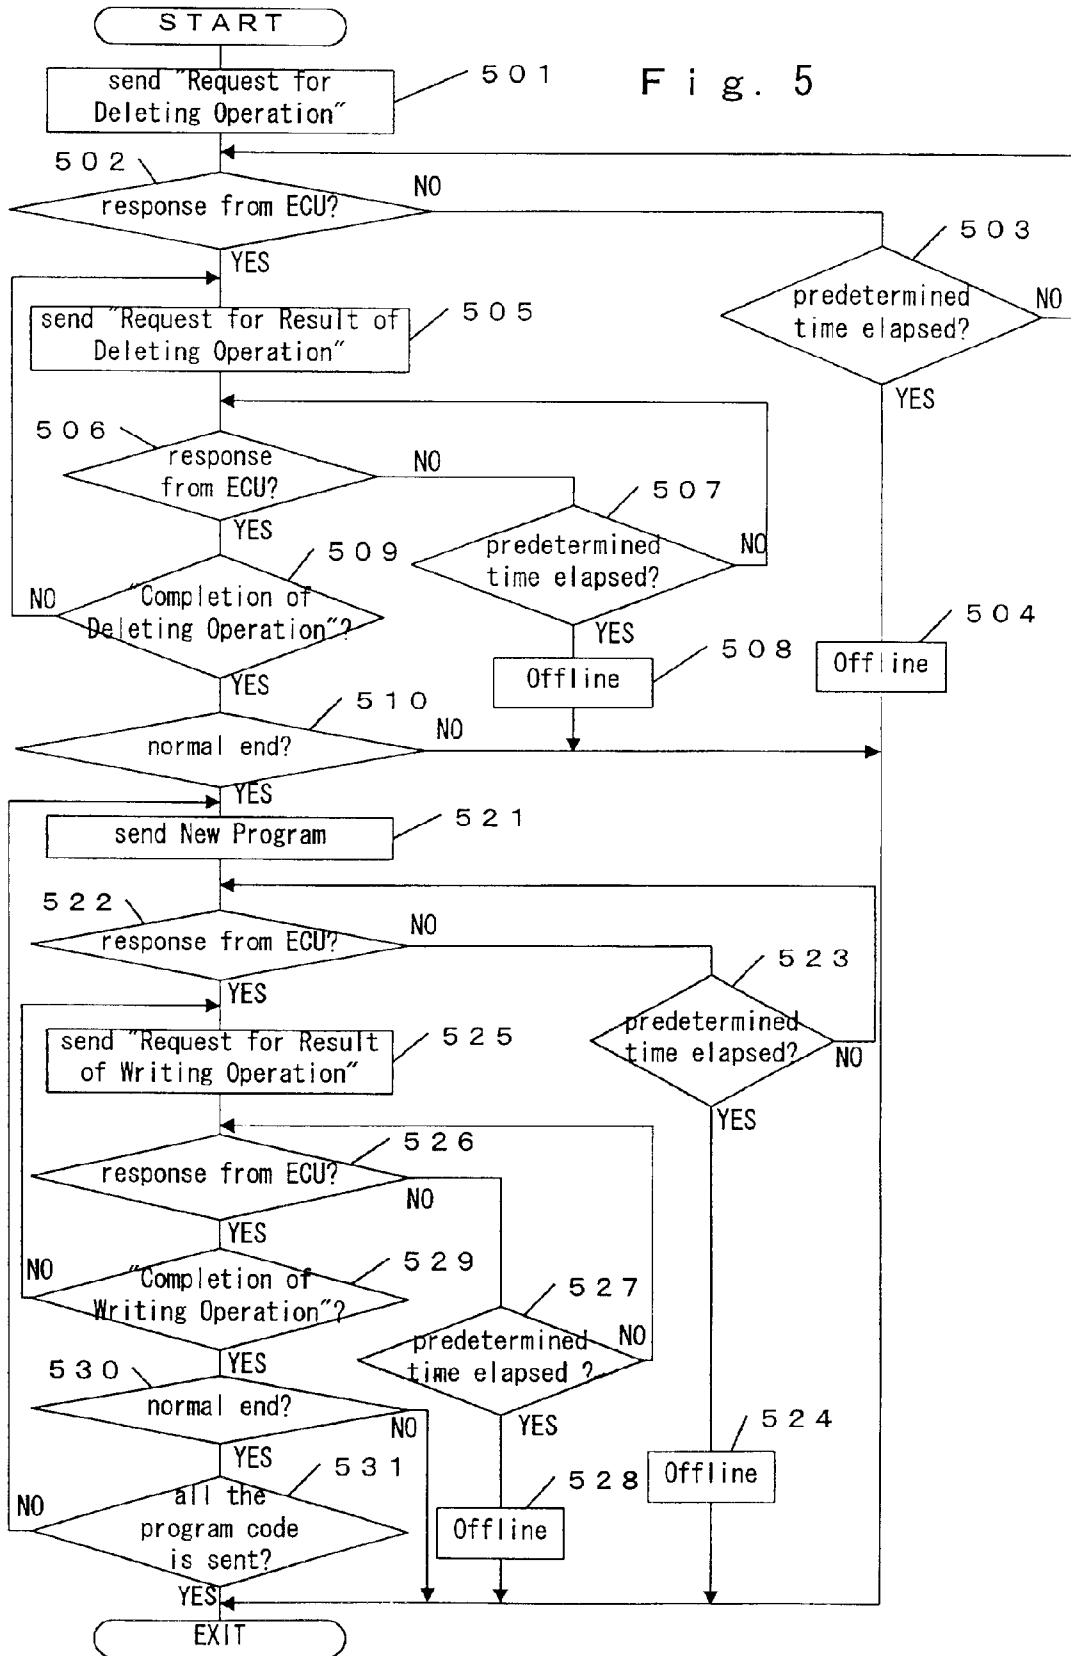 START
send "Request for
Deleting Operation"
501
Fig. 5
502
response from ECU?
NO
YES
503
predetermined
time elapsed?
NO
YES
send "Request for Result of
Deleting Operation"
505
506
response
from ECU?
NO
YES
507
predetermined
time elapsed?
NO
YES
509
"Completion of
Deleting Operation"?
NO
YES
508
Offline
504
Offline
510
normal end?
NO
YES
send New Program
521
522
response from ECU?
NO
YES
523
predetermined
time elapsed?
NO
YES
send "Request for Result
of Writing Operation"
525
526
response from ECU?
NO
YES
529
"Completion of
Writing Operation"?
NO
YES
527
predetermined
time elapsed ?
NO
YES
530
normal end?
NO
YES
524
Offline
531
all the
program code
is sent?
NO
YES
528
Offline
EXIT